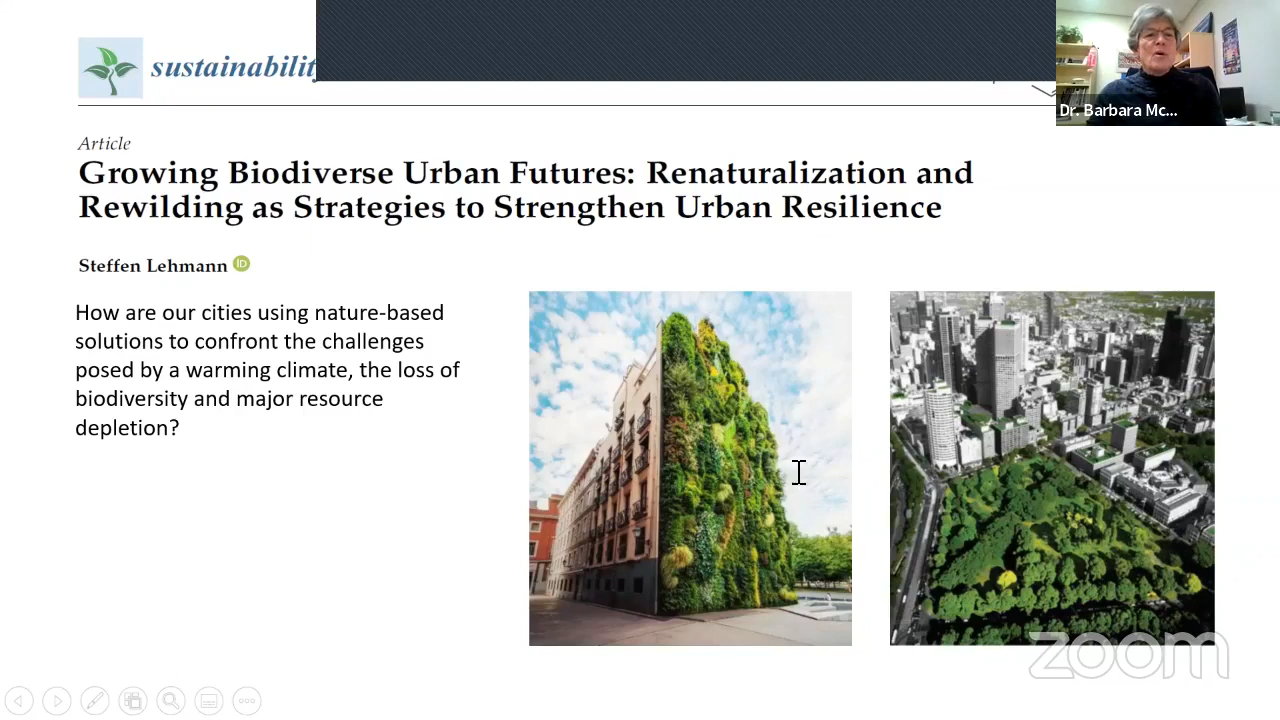 sustainability
Dr. Barbara Mc...
Article
Growing Biodiverse Urban Futures: Renaturalization and
Rewilding as Strategies to Strengthen Urban Resilience
Steffen Lehmann iD
How are our cities using nature-based
solutions to confront the challenges
posed by a warming climate, the loss of
biodiversity and major resource
depletion?
zoom